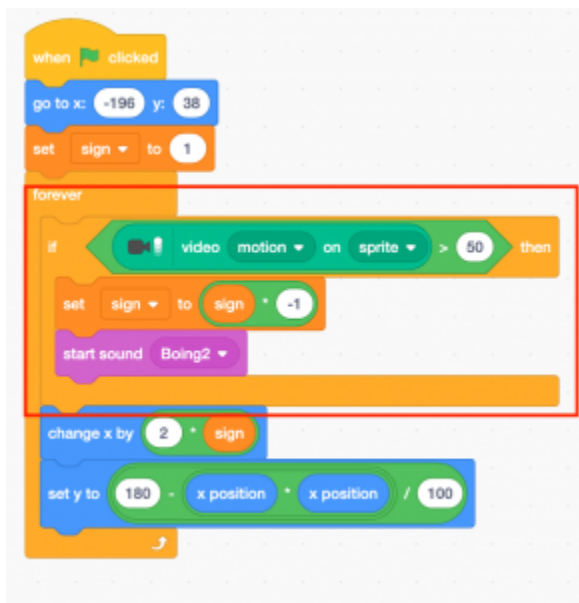 when clicked
go to x: -196 y: 38
set sign to 1
forever
if video motion on sprite > 50 then
set sign to sign * -1
start sound Boing2
change x by 2 * sign
set y to 180 - x position * x position / 100